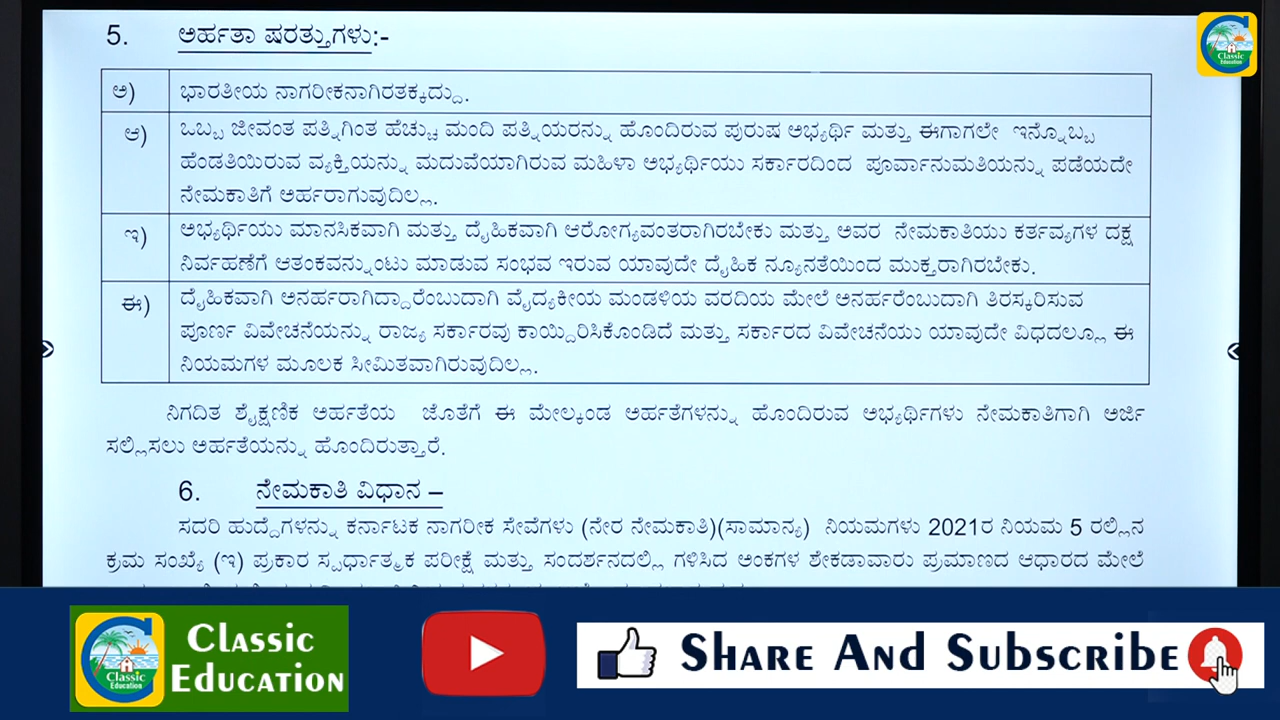 5. ಅರ್ಹತಾ ಷರತ್ತುಗಳು:-
ಅ) ಭಾರತೀಯ ನಾಗರೀಕನಾಗಿರತಕ್ಕದ್ದು.
ಆ) ಒಬ್ಬ ಜೀವಂತ ಪತ್ನಿಗಿಂತ ಹೆಚ್ಚು ಮಂದಿ ಪತ್ನಿಯರನ್ನು ಹೊಂದಿರುವ ಪುರುಷ ಅಭ್ಯರ್ಥಿ ಮತ್ತು ಈಗಾಗಲೇ ಇನ್ನೊಬ್ಬ
ಹೆಂಡತಿಯಿರುವ ವ್ಯಕ್ತಿಯನ್ನು ಮದುವೆಯಾಗಿರುವ ಮಹಿಳಾ ಅಭ್ಯರ್ಥಿಯು ಸರ್ಕಾರದಿಂದ ಪೂರ್ವಾನುಮತಿಯನ್ನು ಪಡೆಯದೇ
ನೇಮಕಾತಿಗೆ ಅರ್ಹರಾಗುವುದಿಲ್ಲ.
ಇ) ಅಭ್ಯರ್ಥಿಯು ಮಾನಸಿಕವಾಗಿ ಮತ್ತು ದೈಹಿಕವಾಗಿ ಆರೋಗ್ಯವಂತರಾಗಿರಬೇಕು ಮತ್ತು ಅವರ ನೇಮಕಾತಿಯು ಕರ್ತವ್ಯಗಳ ದಕ್ಷ
ನಿರ್ವಹಣೆಗೆ ಆತಂಕವನ್ನುಂಟು ಮಾಡುವ ಸಂಭವ ಇರುವ ಯಾವುದೇ ದೈಹಿಕ ನ್ಯೂನತೆಯಿಂದ ಮುಕ್ತರಾಗಿರಬೇಕು.
ಈ) ದೈಹಿಕವಾಗಿ ಅನರ್ಹರಾಗಿದ್ದಾರೆಂಬುದಾಗಿ ವೈದ್ಯಕೀಯ ಮಂಡಳಿಯ ವರದಿಯ ಮೇಲೆ ಅನರ್ಹರೆಂಬುದಾಗಿ ತಿರಸ್ಕರಿಸುವ
ಪೂರ್ಣ ವಿವೇಚನೆಯನ್ನು ರಾಜ್ಯ ಸರ್ಕಾರವು ಕಾಯ್ದಿರಿಸಿಕೊಂಡಿದೆ ಮತ್ತು ಸರ್ಕಾರದ ವಿವೇಚನೆಯು ಯಾವುದೇ ವಿಧದಲ್ಲೂ ಈ
ನಿಯಮಗಳ ಮೂಲಕ ಸೀಮಿತವಾಗಿರುವುದಿಲ್ಲ.
ನಿಗದಿತ ಶೈಕ್ಷಣಿಕ ಅರ್ಹತೆಯ ಜೊತೆಗೆ ಈ ಮೇಲ್ಕಂಡ ಅರ್ಹತೆಗಳನ್ನು ಹೊಂದಿರುವ ಅಭ್ಯರ್ಥಿಗಳು ನೇಮಕಾತಿಗಾಗಿ ಅರ್ಜಿ
ಸಲ್ಲಿಸಲು ಅರ್ಹತೆಯನ್ನು ಹೊಂದಿರುತ್ತಾರೆ.
6. ನೇಮಕಾತಿ ವಿಧಾನ –
ಸದರಿ ಹುದ್ದೆಗಳನ್ನು ಕರ್ನಾಟಕ ನಾಗರೀಕ ಸೇವೆಗಳು (ನೇರ ನೇಮಕಾತಿ)(ಸಾಮಾನ್ಯ) ನಿಯಮಗಳು 2021ರ ನಿಯಮ 5 ರಲ್ಲಿನ
ಕ್ರಮ ಸಂಖ್ಯೆ (ಇ) ಪ್ರಕಾರ ಸ್ಪರ್ಧಾತ್ಮಕ ಪರೀಕ್ಷೆ ಮತ್ತು ಸಂದರ್ಶನದಲ್ಲಿ ಗಳಿಸಿದ ಅಂಕಗಳ ಶೇಕಡಾವಾರು ಪ್ರಮಾಣದ ಆಧಾರದ ಮೇಲೆ
Classic
Education
Classic
Education
Classic
Education
Share And Subscribe